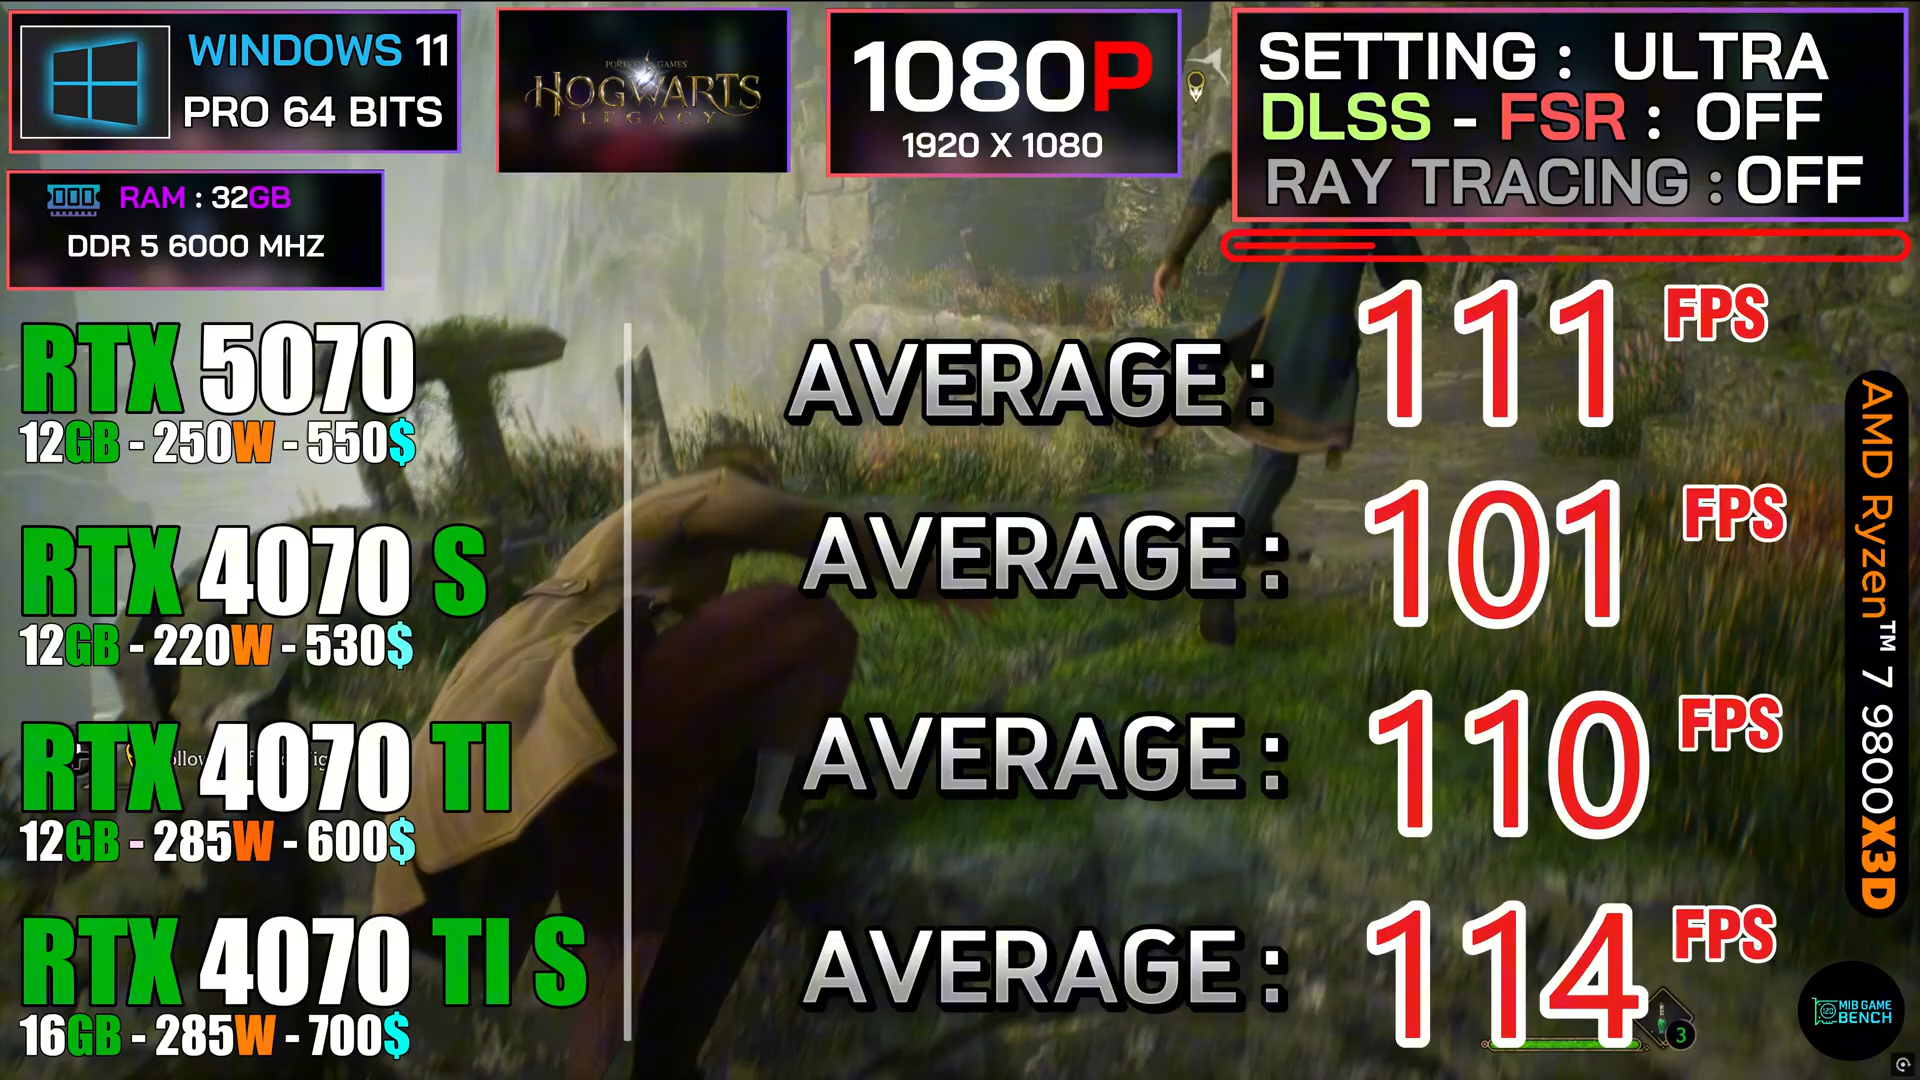 WINDOWS 11
PRO 64 BITS
PORTKEY GAMES
HOGWARTS
LEGACY
1080P
1920 X 1080
SETTING : ULTRA
DLSS - FSR : OFF
RAY TRACING : OFF
RAM : 32GB
DDR 5 6000 MHZ
RTX 5070
12GB - 250W - 550$
AVERAGE : 111 FPS
RTX 4070 S
12GB - 220W - 530$
AVERAGE : 101 FPS
RTX 4070 TI
12GB - 285W - 600$
AVERAGE : 110 FPS
RTX 4070 TI S
16GB - 285W - 700$
AVERAGE : 114 FPS
AMD Ryzen™ 7 9800X3D
3
MIB GAME
BENCH